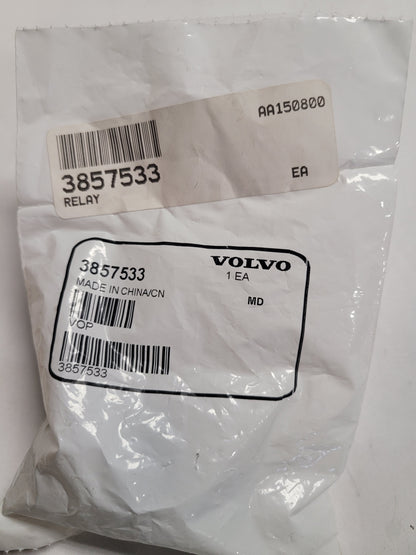 AA150800
3857533 EA
RELAY
3857533 VOLVO
MADE IN CHINA/CN 1 EA
MD
VOP
3857533